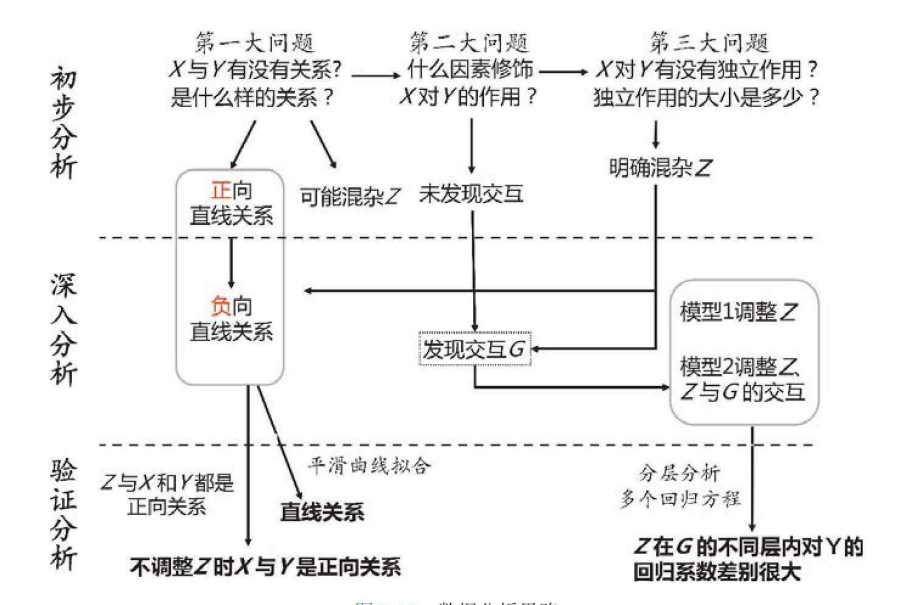 初步分析
第一大问题
X与Y有没有关系?
是什么样的关系？
第二大问题
什么因素修饰
X对Y的作用？
第三大问题
X对Y有没有独立作用？
独立作用的大小是多少？
正向
直线关系
可能混杂Z
未发现交互
明确混杂Z
深入分析
负向
直线关系
发现交互G
模型1调整Z
模型2调整Z、
Z与G的交互
验证分析
Z与X和Y都是
正向关系
平滑曲线拟合
直线关系
不调整Z时X与Y是正向关系
分层分析
多个回归方程
Z在G的不同层内对Y的
回归系数差别很大